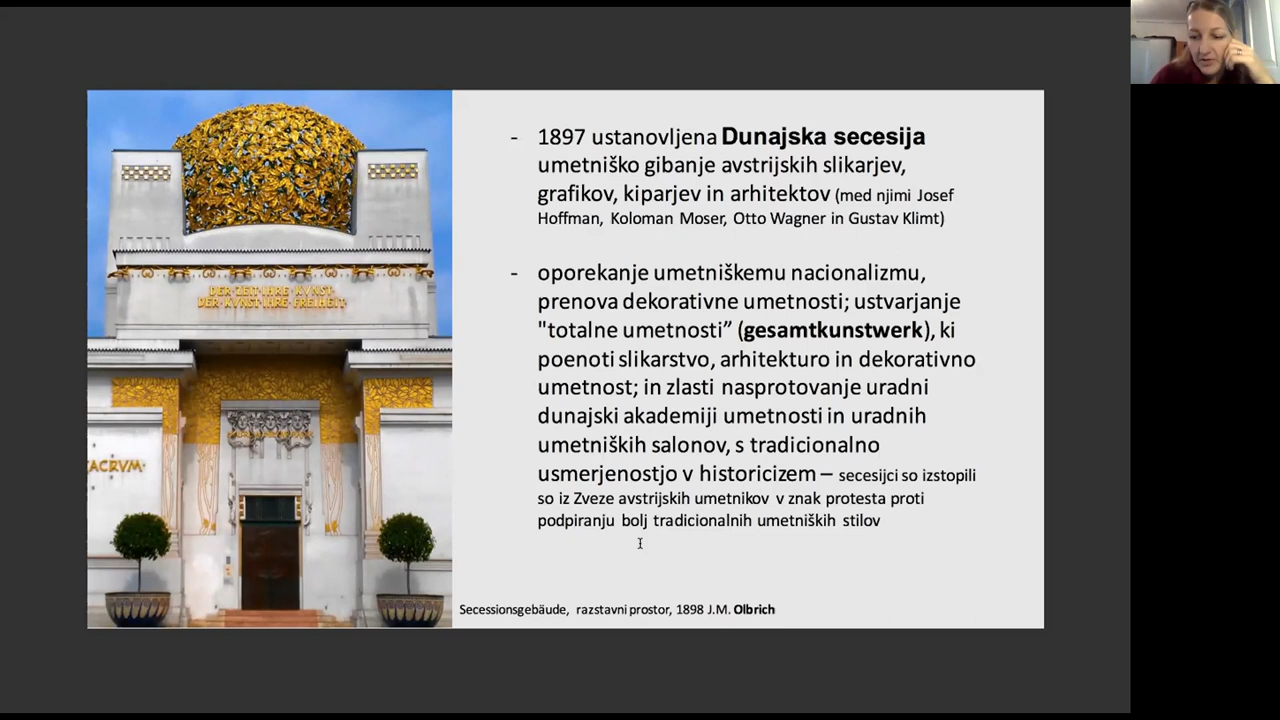 DER·ZEIT·IHRE KVNST·
DER·KVNST·IHRE·FREIHEIT·
SACRVM·
- 1897 ustanovljena Dunajska secesija
umetniško gibanje avstrijskih slikarjev,
grafikov, kiparjev in arhitektov (med njimi Josef
Hoffman, Koloman Moser, Otto Wagner in Gustav Klimt)
- oporekanje umetniškemu nacionalizmu,
prenova dekorativne umetnosti; ustvarjanje
"totalne umetnosti” (gesamtkunstwerk), ki
poenoti slikarstvo, arhitekturo in dekorativno
umetnost; in zlasti nasprotovanje uradni
dunajski akademiji umetnosti in uradnih
umetniških salonov, s tradicionalno
usmerjenostjo v historicizem – secesijci so izstopili
so iz Zveze avstrijskih umetnikov v znak protesta proti
podpiranju bolj tradicionalnih umetniških stilov
Secessionsgebäude, razstavni prostor, 1898 J.M. Olbrich